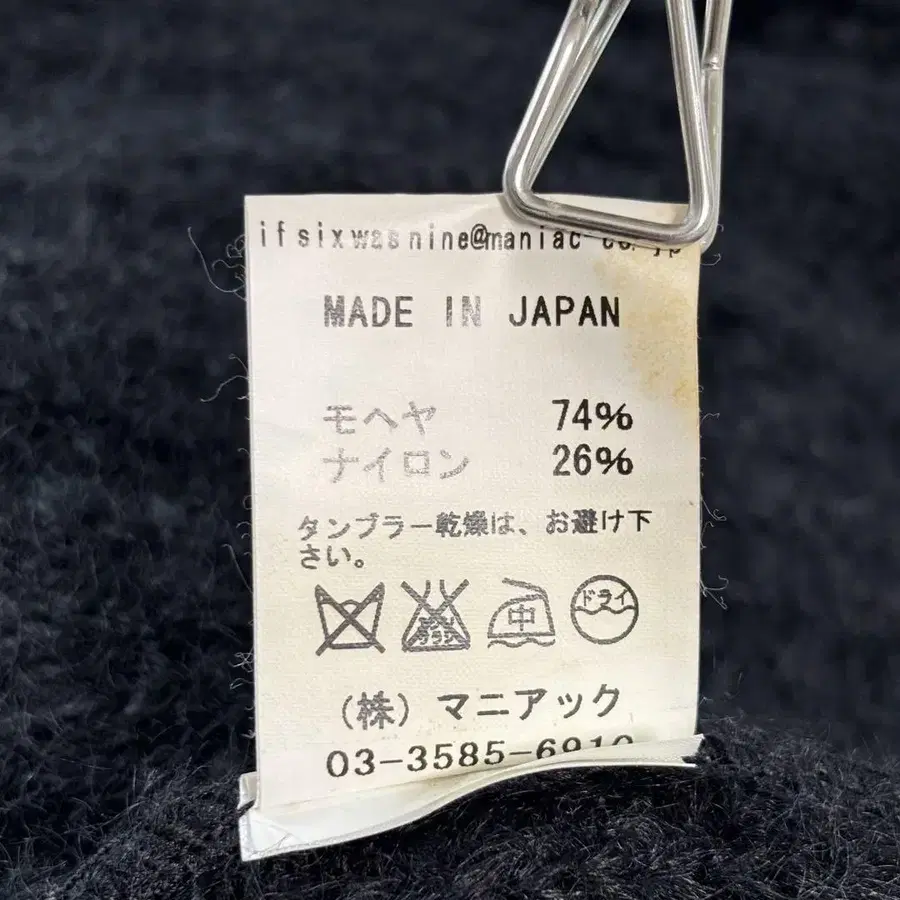 ifsixwasnine@maniac-co.jp
MADE IN JAPAN
モヘヤ 74%
ナイロン 26%
タンブラー乾燥は、お避け下
さい。
中
ドライ
(株) マニアック
03-3585-6910